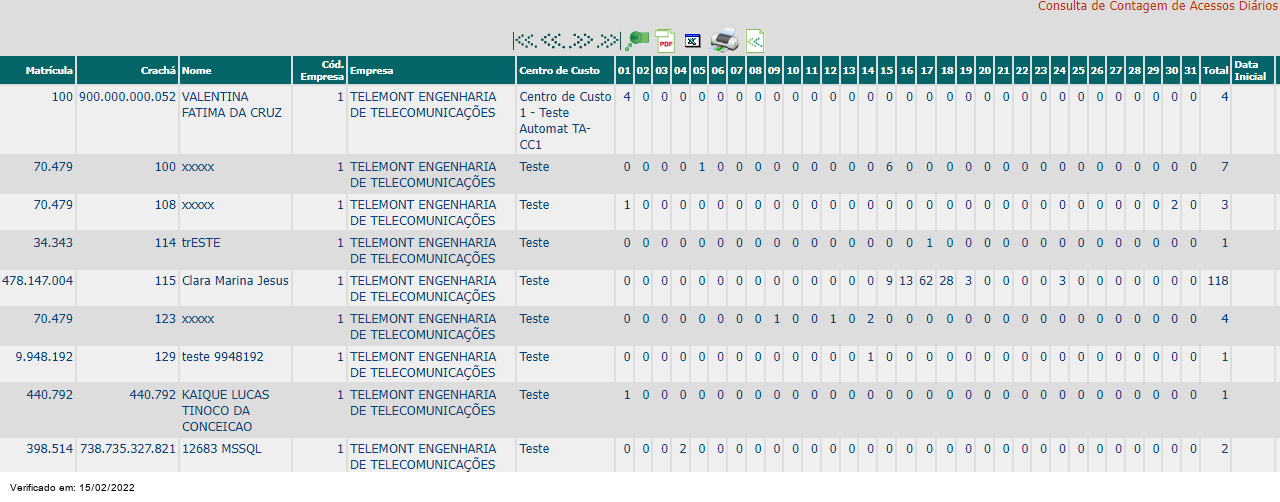 Consulta de Contagem de Acessos Diários
PDF
Matrícula Crachá Nome Cód. Empresa Empresa Centro de Custo 01 02 03 04 05 06 07 08 09 10 11 12 13 14 15 16 17 18 19 20 21 22 23 24 25 26 27 28 29 30 31 Total Data Inicial
100 900.000.000.052 VALENTINA 1 TELEMONT ENGENHARIA Centro de Custo 4 0 0 0 0 0 0 0 0 0 0 0 0 0 0 0 0 0 0 0 0 0 0 0 0 0 0 0 0 0 0 4
FATIMA DA CRUZ DE TELECOMUNICAÇÕES 1 - Teste
Automat TA-
CC1
70.479 100 xxxxx 1 TELEMONT ENGENHARIA Teste 0 0 0 0 1 0 0 0 0 0 0 0 0 0 6 0 0 0 0 0 0 0 0 0 0 0 0 0 0 0 0 7
DE TELECOMUNICAÇÕES
70.479 108 xxxxx 1 TELEMONT ENGENHARIA Teste 1 0 0 0 0 0 0 0 0 0 0 0 0 0 0 0 0 0 0 0 0 0 0 0 0 0 0 0 0 2 0 3
DE TELECOMUNICAÇÕES
34.343 114 trESTE 1 TELEMONT ENGENHARIA Teste 0 0 0 0 0 0 0 0 0 0 0 0 0 0 0 0 1 0 0 0 0 0 0 0 0 0 0 0 0 0 0 1
DE TELECOMUNICAÇÕES
478.147.004 115 Clara Marina Jesus 1 TELEMONT ENGENHARIA Teste 0 0 0 0 0 0 0 0 0 0 0 0 0 0 9 13 62 28 3 0 0 0 0 3 0 0 0 0 0 0 0 118
DE TELECOMUNICAÇÕES
70.479 123 xxxxx 1 TELEMONT ENGENHARIA Teste 0 0 0 0 0 0 0 0 1 0 0 1 0 2 0 0 0 0 0 0 0 0 0 0 0 0 0 0 0 0 0 4
DE TELECOMUNICAÇÕES
9.948.192 129 teste 9948192 1 TELEMONT ENGENHARIA Teste 0 0 0 0 0 0 0 0 0 0 0 0 0 1 0 0 0 0 0 0 0 0 0 0 0 0 0 0 0 0 0 1
DE TELECOMUNICAÇÕES
440.792 440.792 KAIQUE LUCAS 1 TELEMONT ENGENHARIA Teste 1 0 0 0 0 0 0 0 0 0 0 0 0 0 0 0 0 0 0 0 0 0 0 0 0 0 0 0 0 0 0 1
TINOCO DA DE TELECOMUNICAÇÕES
CONCEICAO
398.514 738.735.327.821 12683 MSSQL 1 TELEMONT ENGENHARIA Teste 0 0 0 2 0 0 0 0 0 0 0 0 0 0 0 0 0 0 0 0 0 0 0 0 0 0 0 0 0 0 0 2
DE TELECOMUNICAÇÕES
Verificado em: 15/02/2022